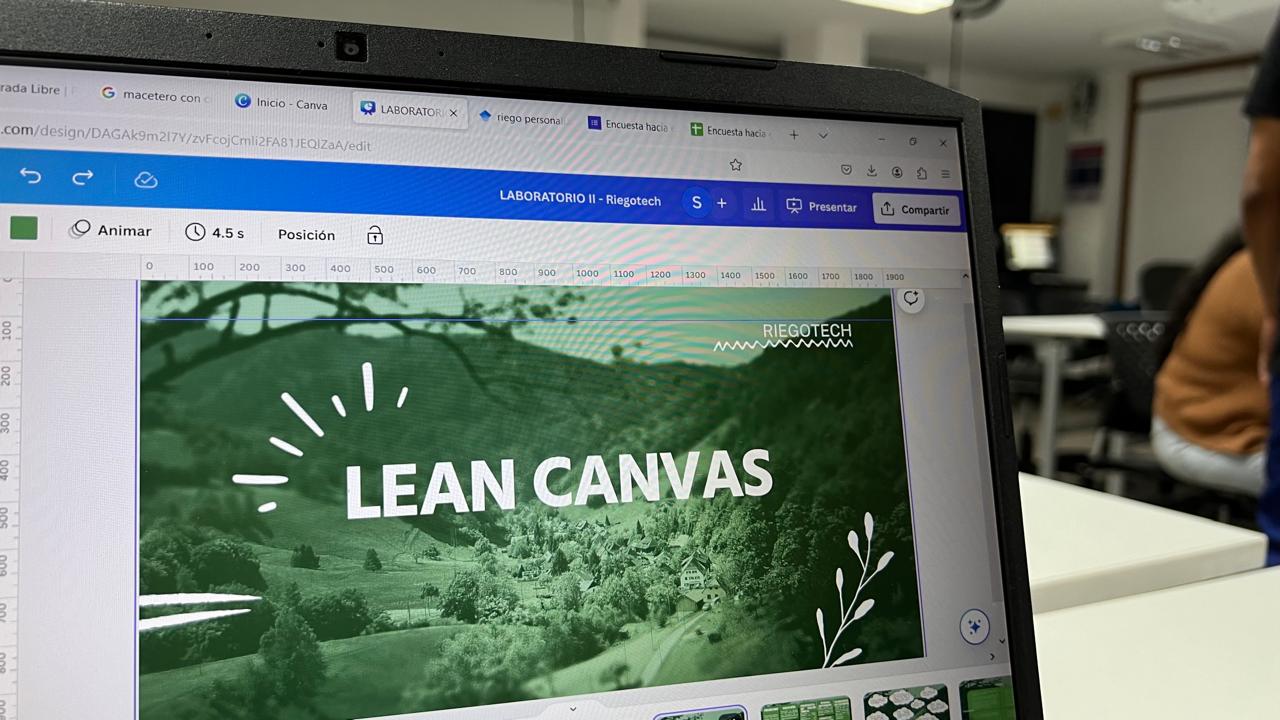 rada Libre |
macetero con c
Inicio - Canva
LABORATORI
riego personal
Encuesta hacia
Encuesta hacia
.com/design/DAGAk9m2I7Y/zvFcojCmli2FA81JEQIZaA/edit
LABORATORIO II - Riegotech
S
+
Presentar
Compartir
Animar
4.5 s
Posición
0 100 200 300 400 500 600 700 800 900 1000 1100 1200 1300 1400 1500 1600 1700 1800 1900
100
200
300
400
500
600
700
800
RIEGOTECH
LEAN CANVAS